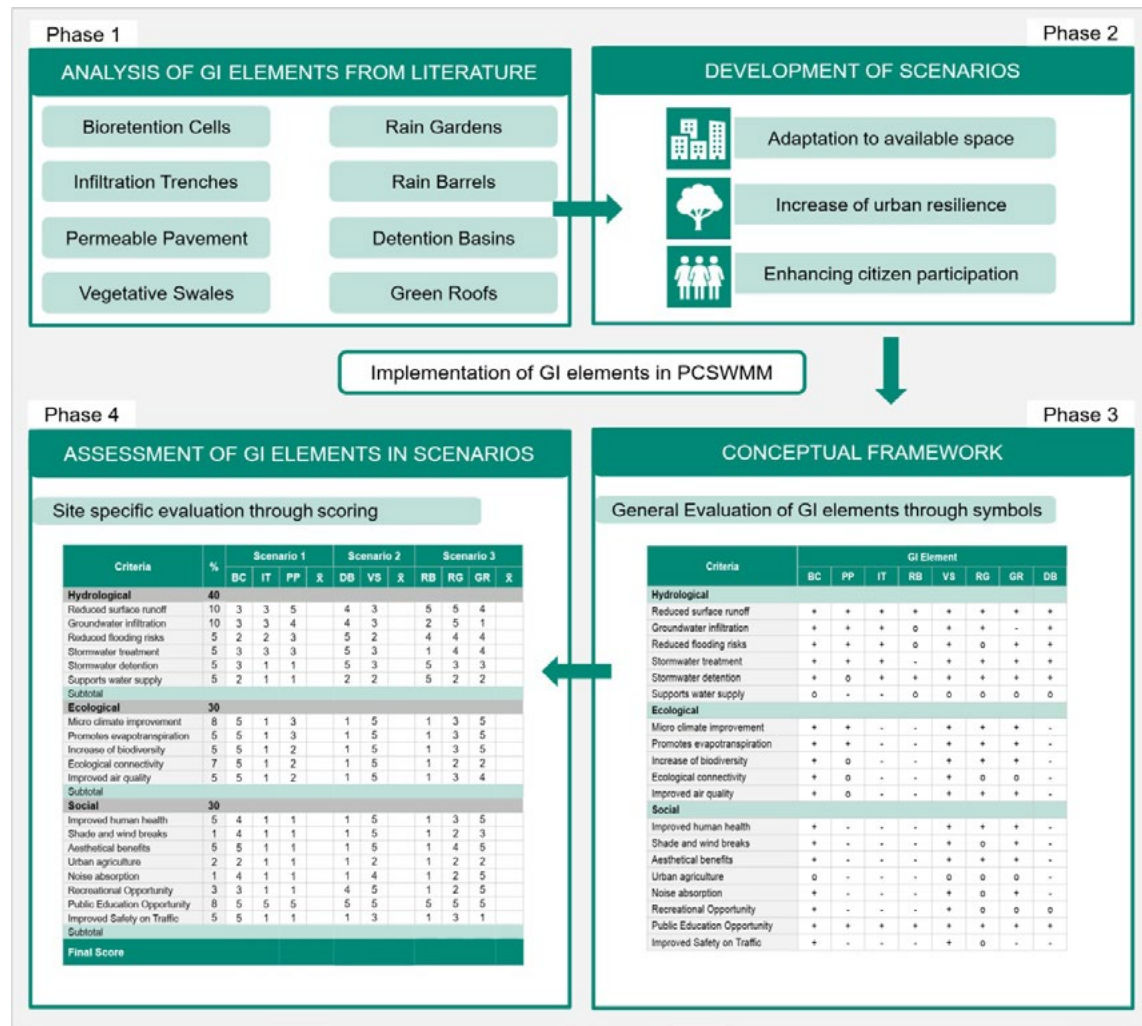 Phase 1
ANALYSIS OF GI ELEMENTS FROM LITERATURE
Bioretention Cells
Rain Gardens
Infiltration Trenches
Rain Barrels
Permeable Pavement
Detention Basins
Vegetative Swales
Green Roofs
Phase 2
DEVELOPMENT OF SCENARIOS
Adaptation to available space
Increase of urban resilience
Enhancing citizen participation
Implementation of GI elements in PCSWMM
Phase 4
ASSESSMENT OF GI ELEMENTS IN SCENARIOS
Site specific evaluation through scoring
Criteria % Scenario 1 Scenario 2 Scenario 3
BC IT PP x̄ DB VS x̄ RB RG GR x̄
Hydrological 40
Reduced surface runoff 10 3 3 5 4 3 5 5 4
Groundwater infiltration 10 3 3 4 4 3 2 5 1
Reduced flooding risks 5 2 2 3 5 2 4 4 4
Stormwater treatment 5 3 3 3 5 3 1 4 4
Stormwater detention 5 3 1 1 5 3 5 3 3
Supports water supply 5 2 1 1 2 2 5 2 2
Subtotal
Ecological 30
Micro climate improvement 8 5 1 3 1 5 1 3 5
Promotes evapotranspiration 5 5 1 3 1 5 1 3 5
Increase of biodiversity 5 5 1 2 1 5 1 3 5
Ecological connectivity 7 5 1 2 1 5 1 2 2
Improved air quality 5 5 1 2 1 5 1 3 4
Subtotal
Social 30
Improved human health 5 4 1 1 1 5 1 3 5
Shade and wind breaks 1 4 1 1 1 5 1 2 3
Aesthetical benefits 5 5 1 1 1 5 1 4 5
Urban agriculture 2 2 1 1 1 2 1 2 2
Noise absorption 1 4 1 1 1 4 1 2 5
Recreational Opportunity 3 3 1 1 4 5 1 2 5
Public Education Opportunity 8 5 5 5 5 5 5 5 5
Improved Safety on Traffic 5 5 1 1 1 3 1 3 1
Subtotal
Final Score
Phase 3
CONCEPTUAL FRAMEWORK
General Evaluation of GI elements through symbols
Criteria GI Element
BC PP IT RB VS RG GR DB
Hydrological
Reduced surface runoff + + + + + + + +
Groundwater infiltration + + + o + + - +
Reduced flooding risks + + + o + o + +
Stormwater treatment + + + - + + + +
Stormwater detention + o + + + + + +
Supports water supply o - - o o o o o
Ecological
Micro climate improvement + + - - + + + -
Promotes evapotranspiration + + - - + + + -
Increase of biodiversity + o - - + + + -
Ecological connectivity + o - - + o o -
Improved air quality + o - - + + + -
Social
Improved human health + - - - + + + -
Shade and wind breaks + - - - + o + -
Aesthetical benefits + - - - + + + -
Urban agriculture o - - - o o o -
Noise absorption + - - - + o + -
Recreational Opportunity + - - - + o o o
Public Education Opportunity + + + + + + + +
Improved Safety on Traffic + - - - + o - -